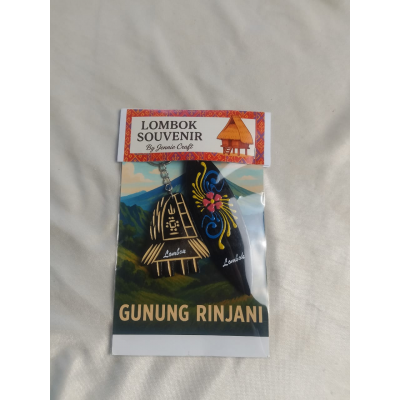 LOMBOK
SOUVENIR
By Jennie Craft
Lombok
Lombok
GUNUNG RINJANI